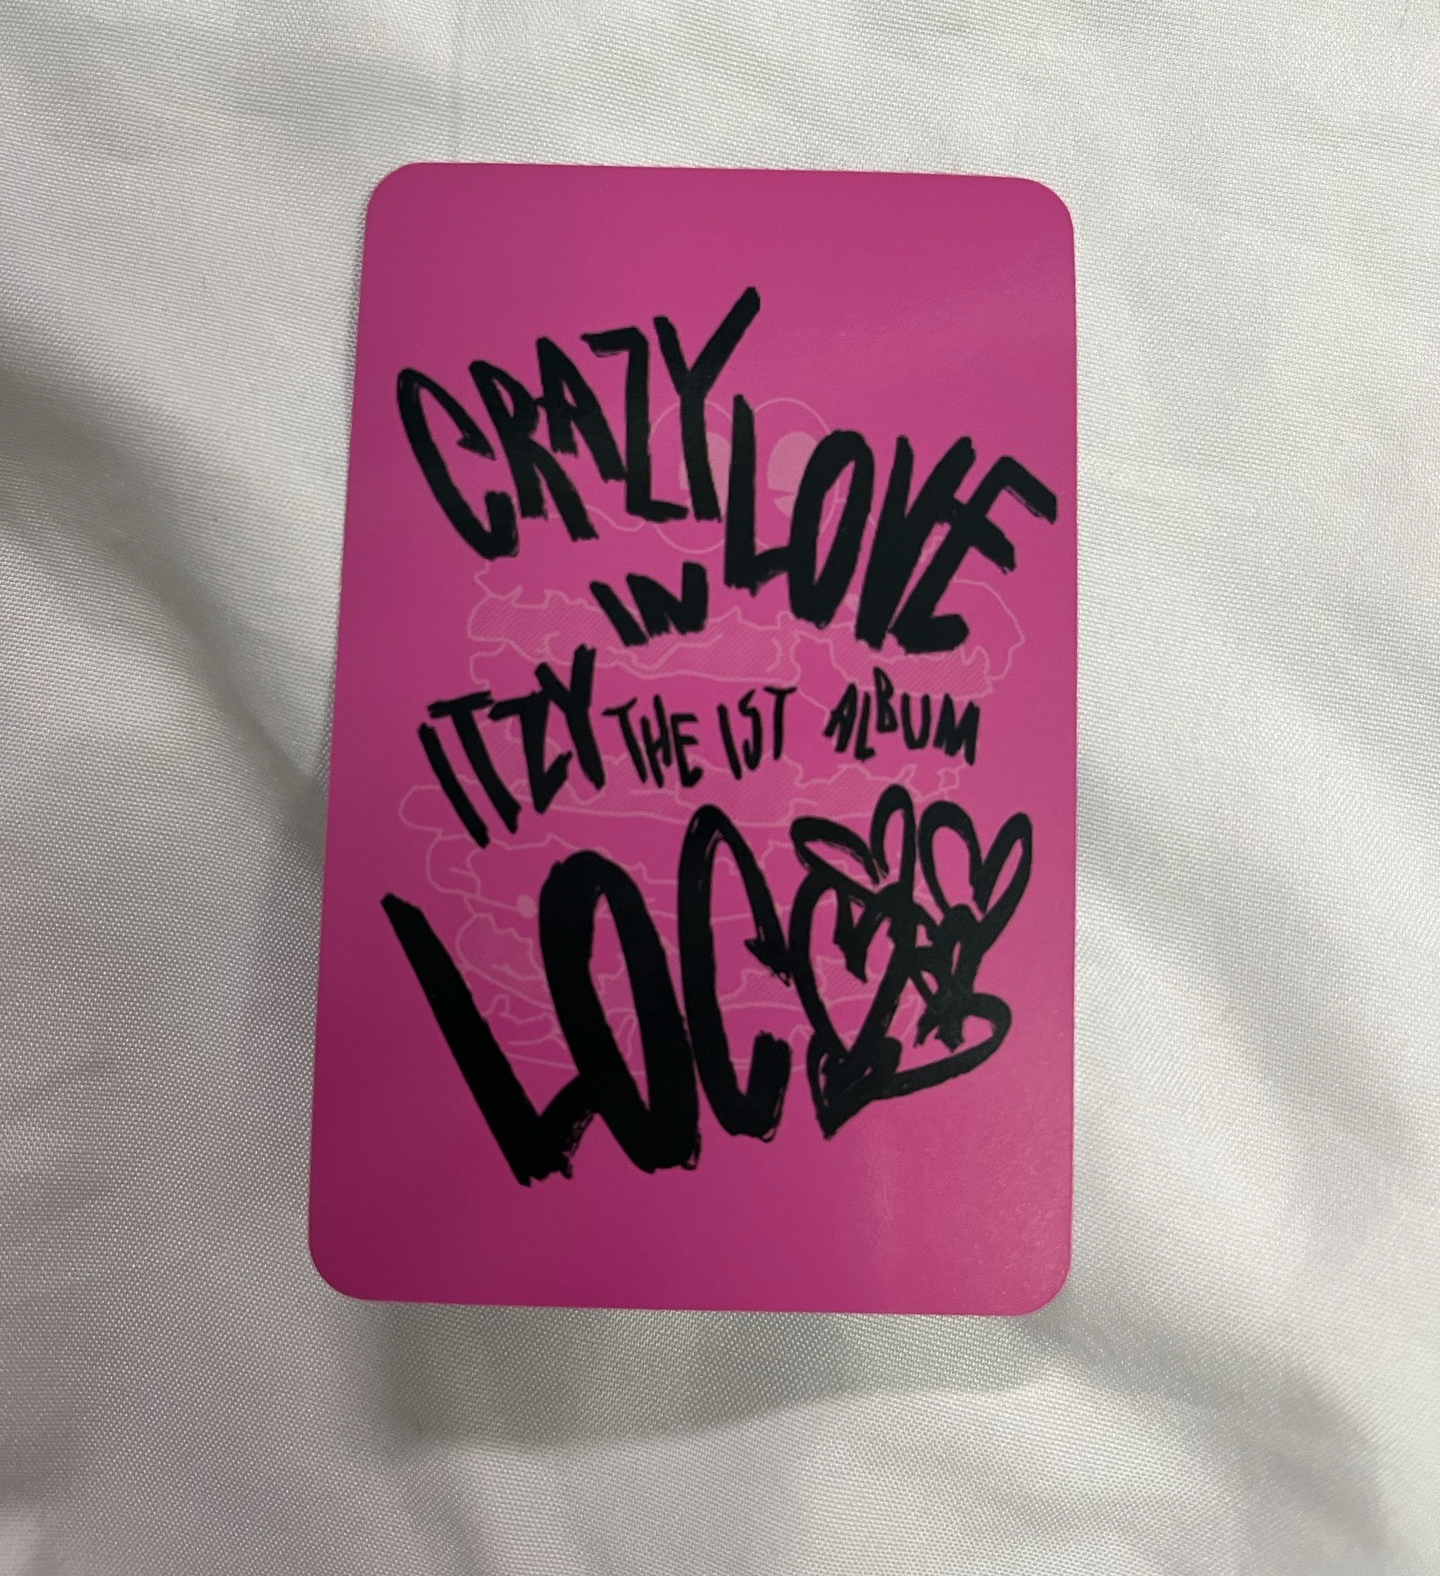 CRAZY LOVE
IN
ITZY THE 1ST ALBUM
LOCO